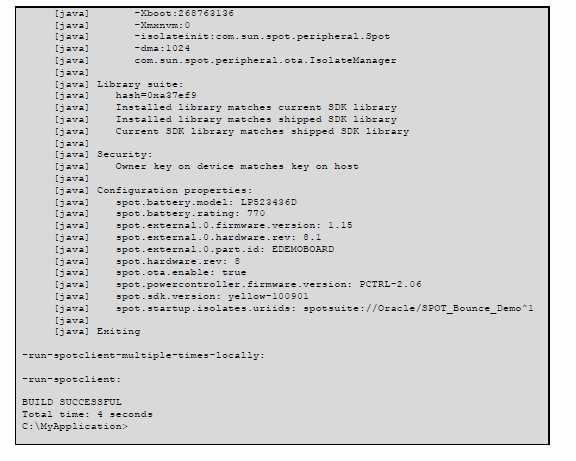 [java] -Xboot:268763136
[java] -Xmxnvm:0
[java] -isolateinit:com.sun.spot.peripheral.Spot
[java] -dma:1024
[java] com.sun.spot.peripheral.ota.IsolateManager
[java]
[java] Library suite:
[java] hash=0xa37ef9
[java] Installed library matches current SDK library
[java] Installed library matches shipped SDK library
[java] Current SDK library matches shipped SDK library
[java]
[java] Security:
[java] Owner key on device matches key on host
[java]
[java] Configuration properties:
[java] spot.battery.model: LP523436D
[java] spot.battery.rating: 770
[java] spot.external.0.firmware.version: 1.15
[java] spot.external.0.hardware.rev: 8.1
[java] spot.external.0.part.id: EDEMOBOARD
[java] spot.hardware.rev: 8
[java] spot.ota.enable: true
[java] spot.powercontroller.firmware.version: PCTRL-2.06
[java] spot.sdk.version: yellow-100901
[java] spot.startup.isolates.uriids: spotsuite://Oracle/SPOT_Bounce_Demo^1
[java]
[java] Exiting
-run-spotclient-multiple-times-locally:
-run-spotclient:
BUILD SUCCESSFUL
Total time: 4 seconds
C:\MyApplication>